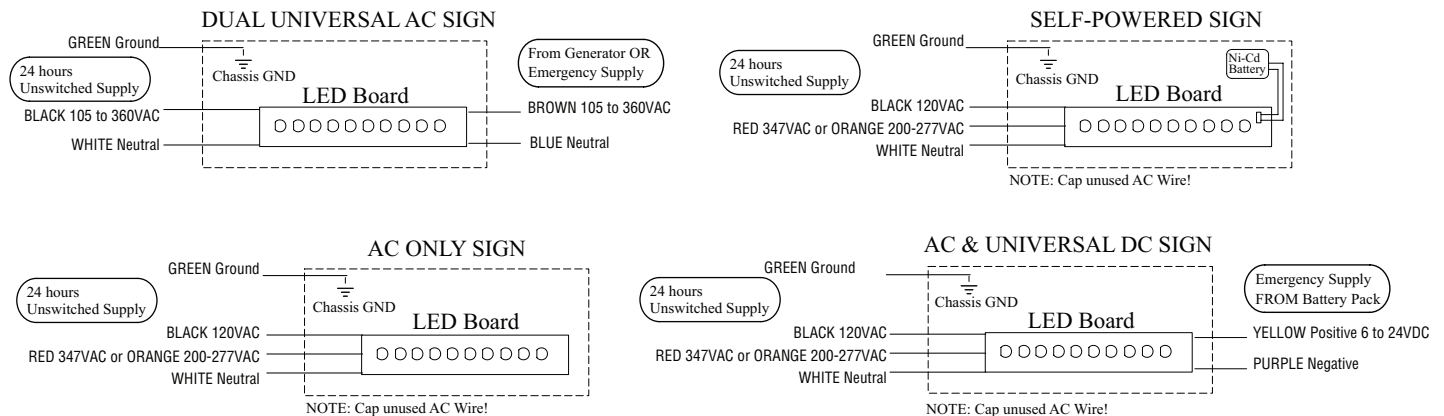 DUAL UNIVERSAL AC SIGN
GREEN Ground
24 hours
Unswitched Supply
Chassis GND
From Generator OR
Emergency Supply
LED Board
BLACK 105 to 360VAC
BROWN 105 to 360VAC
WHITE Neutral
BLUE Neutral
SELF-POWERED SIGN
GREEN Ground
24 hours
Unswitched Supply
Chassis GND
Ni-Cd
Battery
LED Board
BLACK 120VAC
RED 347VAC or ORANGE 200-277VAC
WHITE Neutral
NOTE: Cap unused AC Wire!
AC ONLY SIGN
GREEN Ground
24 hours
Unswitched Supply
Chassis GND
LED Board
BLACK 120VAC
RED 347VAC or ORANGE 200-277VAC
WHITE Neutral
NOTE: Cap unused AC Wire!
AC & UNIVERSAL DC SIGN
GREEN Ground
24 hours
Unswitched Supply
Chassis GND
Emergency Supply
FROM Battery Pack
LED Board
BLACK 120VAC
YELLOW Positive 6 to 24VDC
RED 347VAC or ORANGE 200-277VAC
PURPLE Negative
WHITE Neutral
NOTE: Cap unused AC Wire!